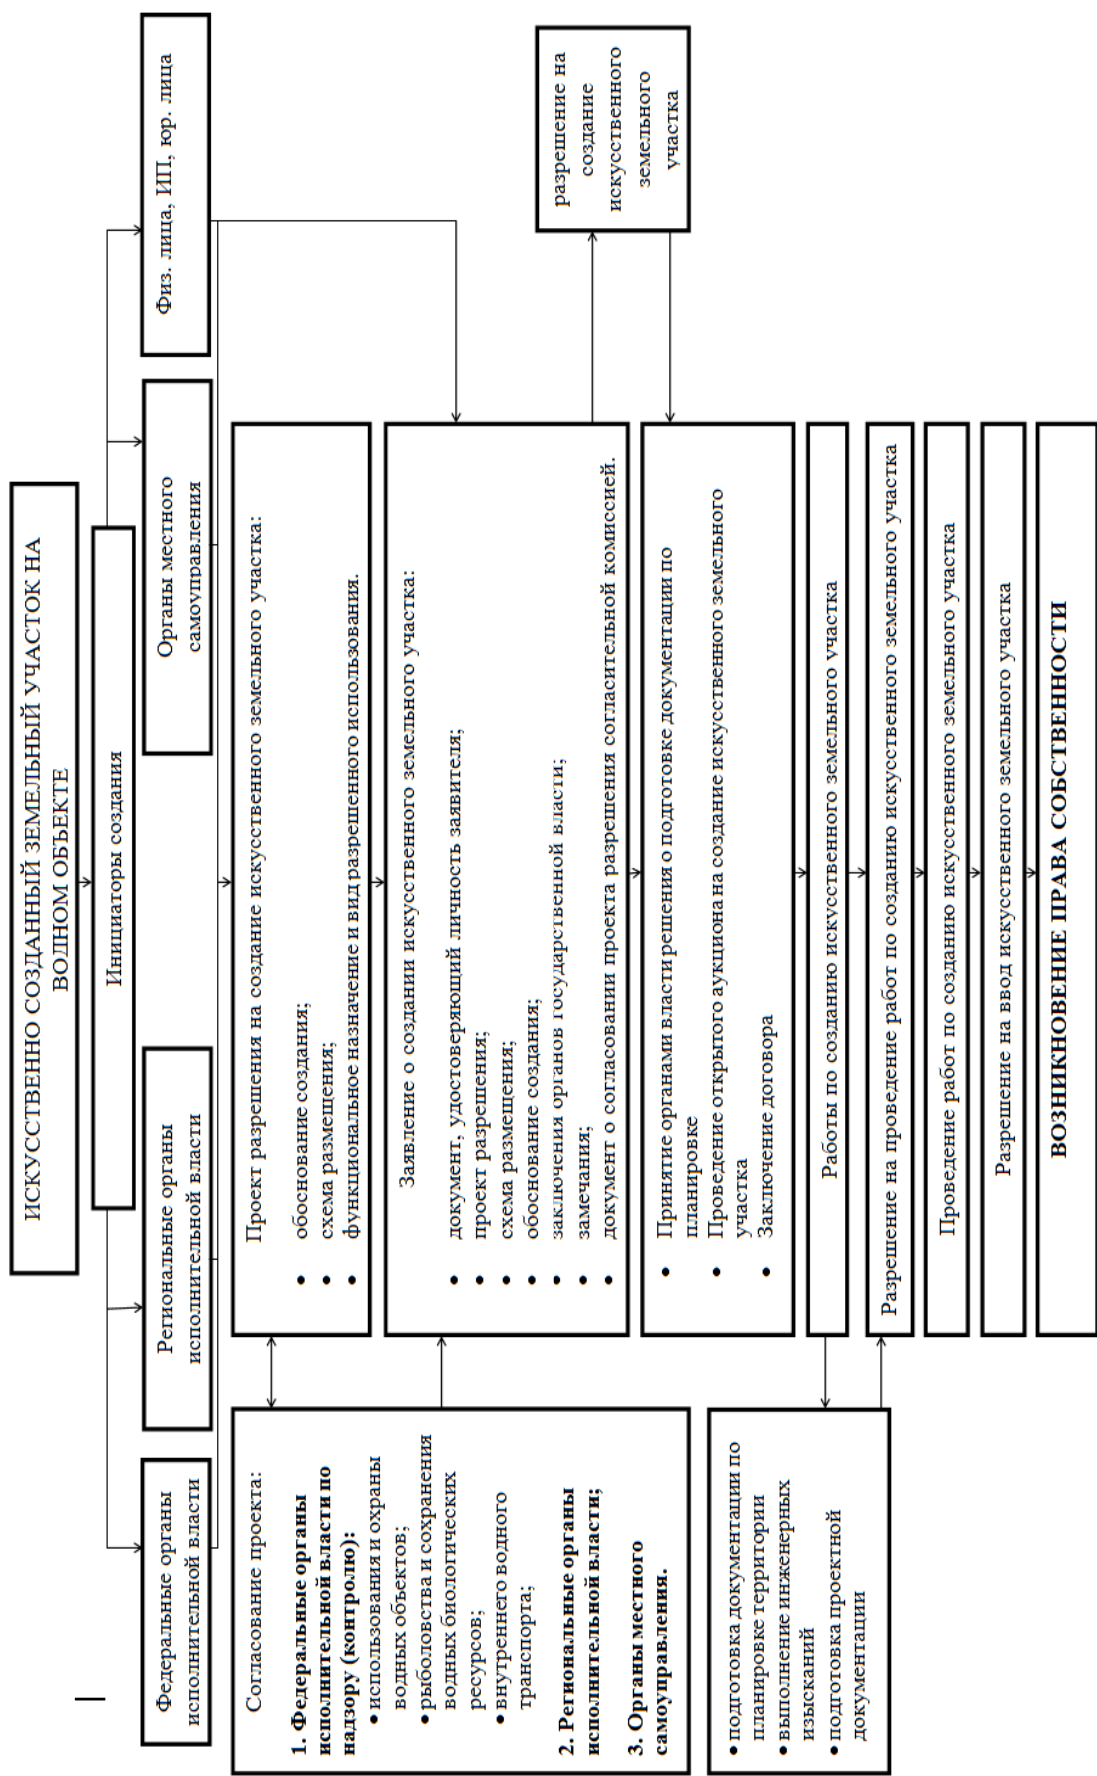 ИСКУССТВЕННО СОЗДАННЫЙ ЗЕМЕЛЬНЫЙ УЧАСТОК НА
ВОДНОМ ОБЪЕКТЕ
Инициаторы создания
Федеральные органы
исполнительной власти
Региональные органы
исполнительной власти
Органы местного
самоуправления
Физ. лица, ИП, юр. лица
Согласование проекта:
1. Федеральные органы
исполнительной власти по
надзору (контролю):
• использования и охраны
водных объектов;
• рыболовства и сохранения
водных биологических
ресурсов;
• внутреннего водного
транспорта;
2. Региональные органы
исполнительной власти;
3. Органы местного
самоуправления.
Проект разрешения на создание искусственного земельного участка:
• обоснование создания;
• схема размещения;
• функциональное назначение и вид разрешенного использования.
Заявление о создании искусственного земельного участка:
• документ, удостоверяющий личность заявителя;
• проект разрешения;
• схема размещения;
• обоснование создания;
• заключения органов государственной власти;
• замечания;
• документ о согласовании проекта разрешения согласительной комиссией.
разрешение на
создание
искусственного
земельного
участка
• Принятие органами власти решения о подготовке документации по
планировке
• Проведение открытого аукциона на создание искусственного земельного
участка
• Заключение договора
• подготовка документации по
планировке территории
• выполнение инженерных
изысканий
• подготовка проектной
документации
Работы по созданию искусственного земельного участка
Разрешение на проведение работ по созданию искусственного земельного участка
Проведение работ по созданию искусственного земельного участка
Разрешение на ввод искусственного земельного участка
ВОЗНИКНОВЕНИЕ ПРАВА СОБСТВЕННОСТИ